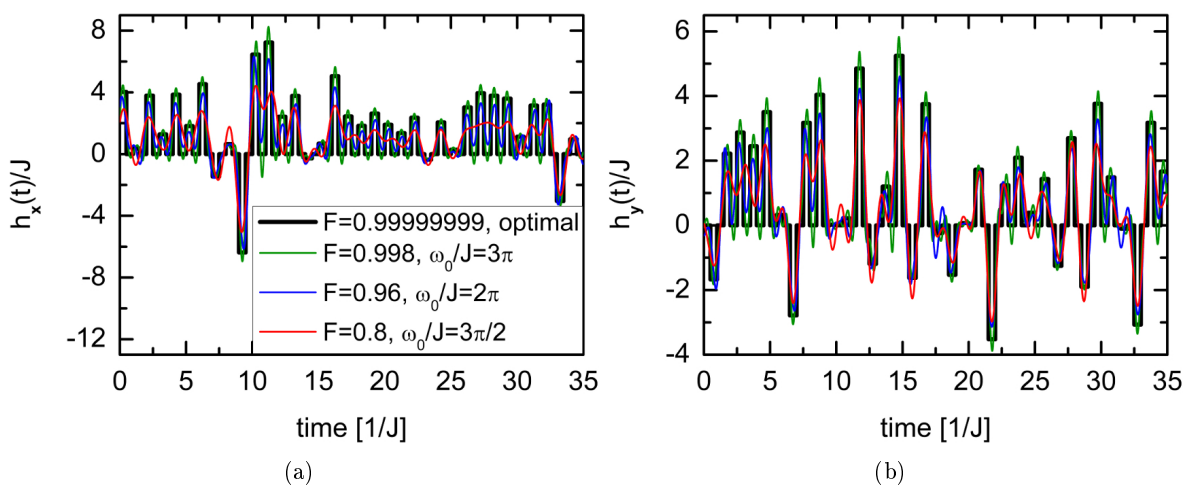 8
4
0
-4
-8
-12
h_x(t)/J
F=0.99999999, optimal
F=0.998, ω_0/J=3π
F=0.96, ω_0/J=2π
F=0.8, ω_0/J=3π/2
0 5 10 15 20 25 30 35
time [1/J]
(a)
6
4
2
0
-2
-4
h_y(t)/J
0 5 10 15 20 25 30 35
time [1/J]
(b)